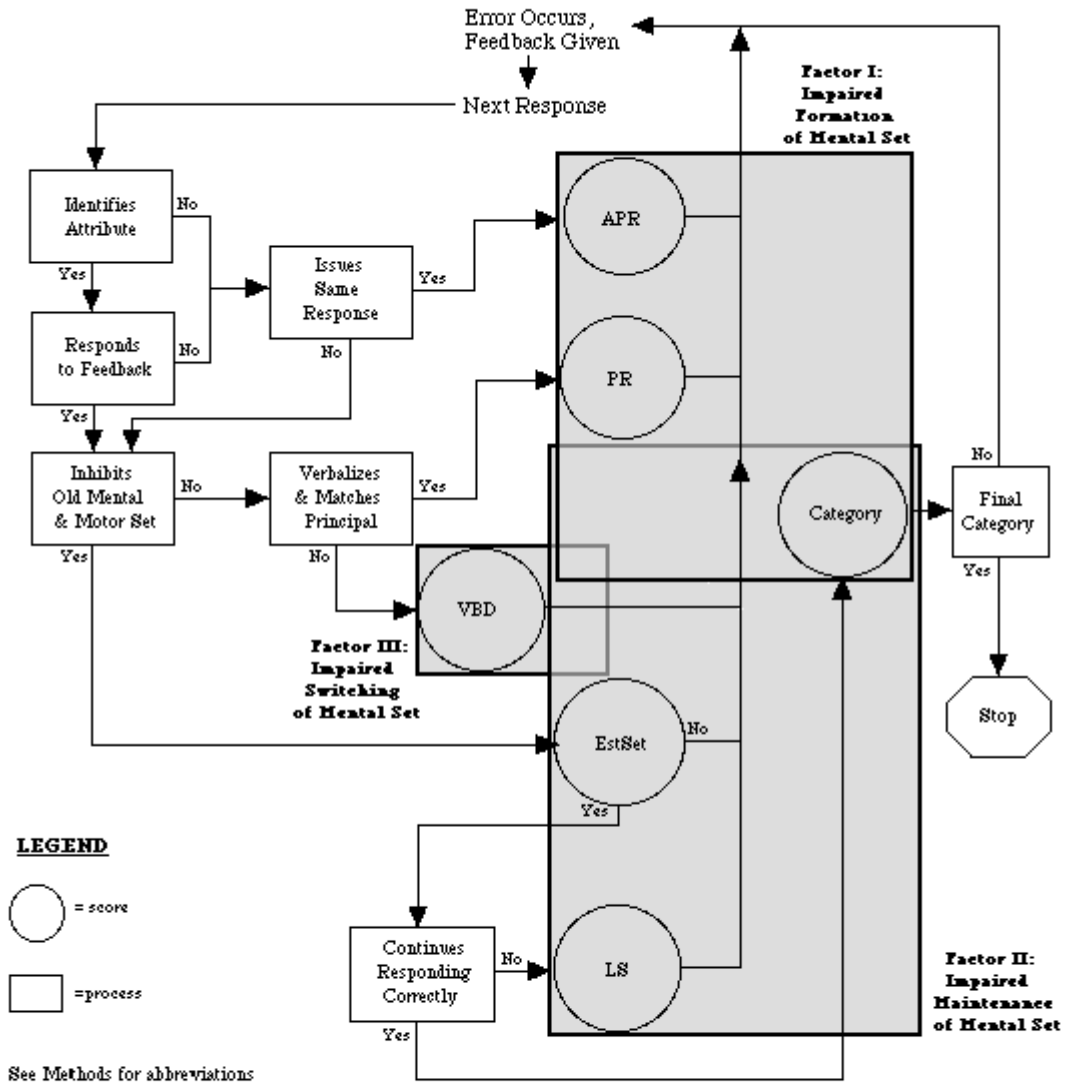 Error Occurs,
Feedback Given
Next Response
Factor I:
Impaired
Formation
of Mental Set
Identifies
Attribute
No
Yes
APR
Issues
Same
Response
Yes
No
Responds
to Feedback
No
Yes
PR
Inhibits
Old Mental
& Motor Set
No
Yes
Verbalizes
& Matches
Principal
Yes
No
Category
No
Final
Category
Yes
VBD
Factor III:
Impaired
Switching
of Mental Set
EstSet
No
Yes
Stop
LEGEND
= score
=process
Continues
Responding
Correctly
No
Yes
LS
Factor II:
Impaired
Maintenance
of Mental Set
See Methods for abbreviations